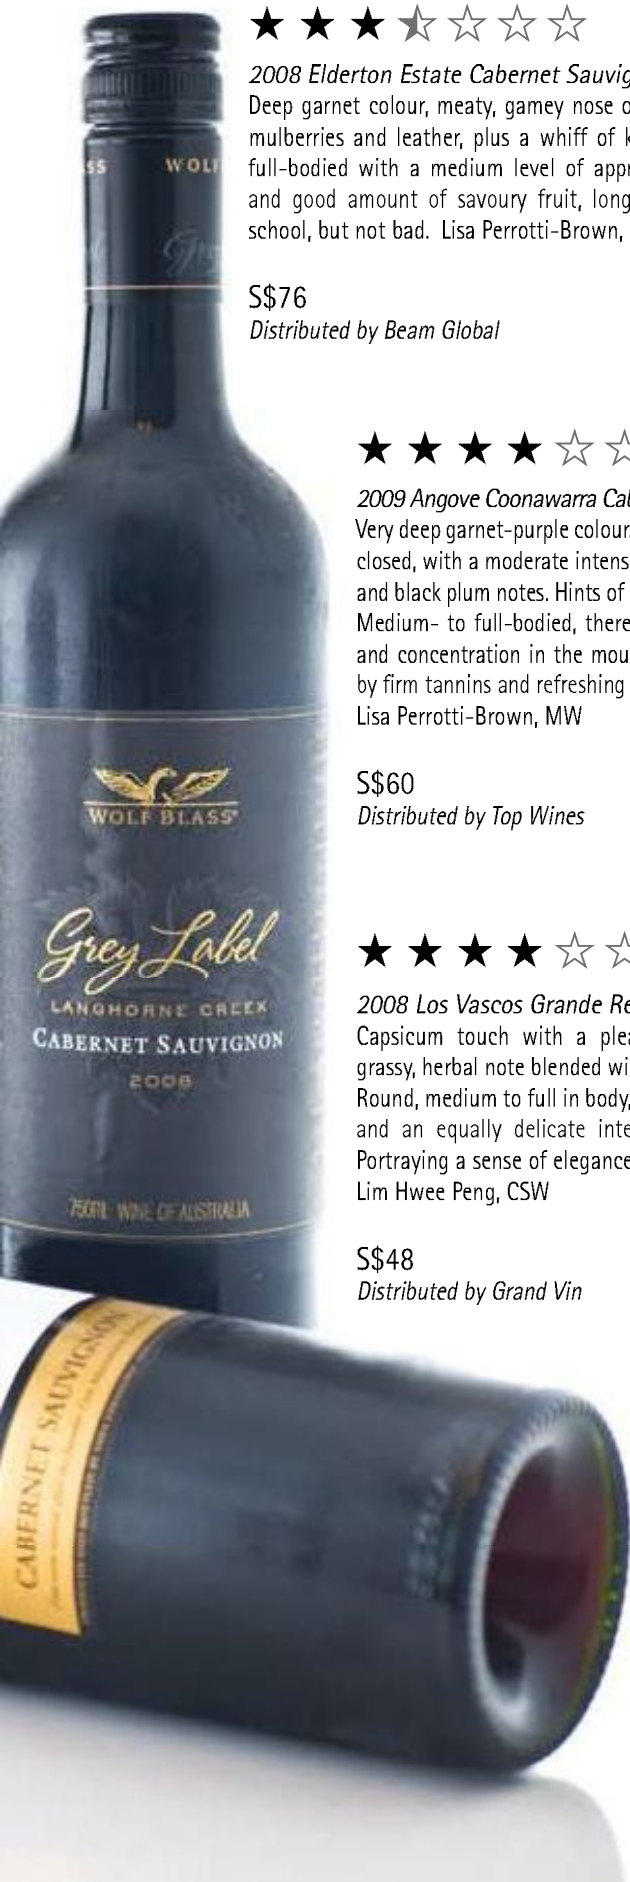 2008 Elderton Estate Cabernet Sauvig
Deep garnet colour, meaty, gamey nose o
mulberries and leather, plus a whiff of k
full-bodied with a medium level of appr
and good amount of savoury fruit, long
school, but not bad. Lisa Perrotti-Brown,
S$76
Distributed by Beam Global
2009 Angove Coonawarra Cab
Very deep garnet-purple colour.
closed, with a moderate intens
and black plum notes. Hints of
Medium- to full-bodied, there
and concentration in the mou
by firm tannins and refreshing
Lisa Perrotti-Brown, MW
S$60
Distributed by Top Wines
2008 Los Vascos Grande Re
Capsicum touch with a plea
grassy, herbal note blended wi
Round, medium to full in body,
and an equally delicate inte
Portraying a sense of elegance
Lim Hwee Peng, CSW
S$48
Distributed by Grand Vin
SS WOLF
Grey
WOLF BLASS
Grey Label
LANGHORNE CREEK
CABERNET SAUVIGNON
2008
750ML WINE OF AUSTRALIA
CABERNET SAUVIGNON